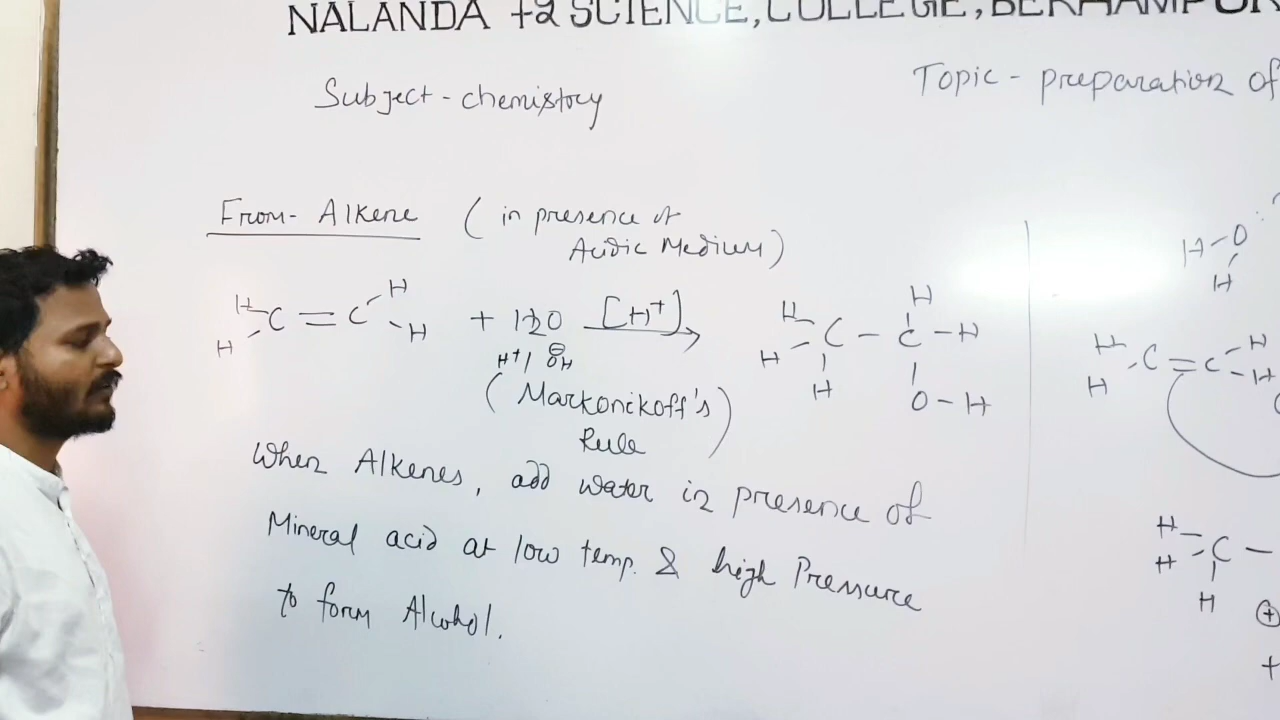 NALANDA +2 SCIENCE, COLLEGE, BERHAMPUR
Subject - chemistry
Topic - preparation of
From - Alkene (in presence of
Acidic Medium)
H H
C = C
H H
+ H2O [H+]
H+/ ⊖OH
(Markonikoff's
Rule)
H H
H C - C - H
H O - H
When Alkenes, add water in presence of
Mineral acid at low temp. & high Pressure
to form Alcohol.
H - O
H
H H
C = C
H H
H
H C -
H
⊕
+